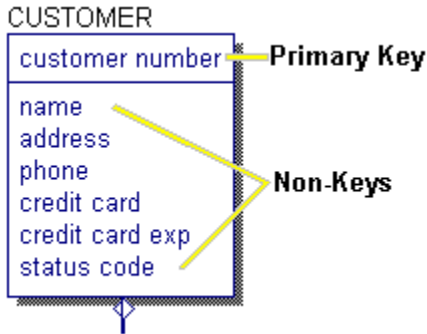 CUSTOMER
customer number
Primary Key
name
address
phone
credit card
credit card exp
status code
Non-Keys